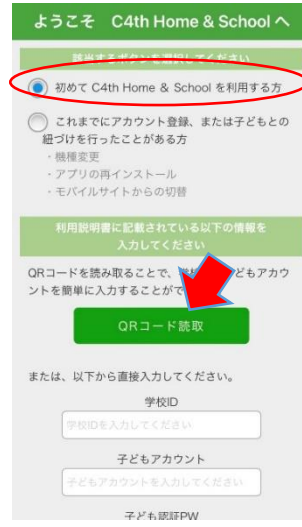 ようこそ　C4th Home & School へ
該当するボタンを選択してください
初めて C4th Home & School を利用する方
これまでにアカウント登録、または子どもとの
紐づけを行ったことがある方
・機種変更
・アプリの再インストール
・モバイルサイトからの切替
利用説明書に記載されている以下の情報を
入力してください
QRコードを読み取ることで、 どもアカウ
ントを簡単に入力することがで
QRコード読取
または、以下から直接入力してください。
学校ID
学校IDを入力してください
子どもアカウント
子どもアカウントを入力してください
子ども認証PW